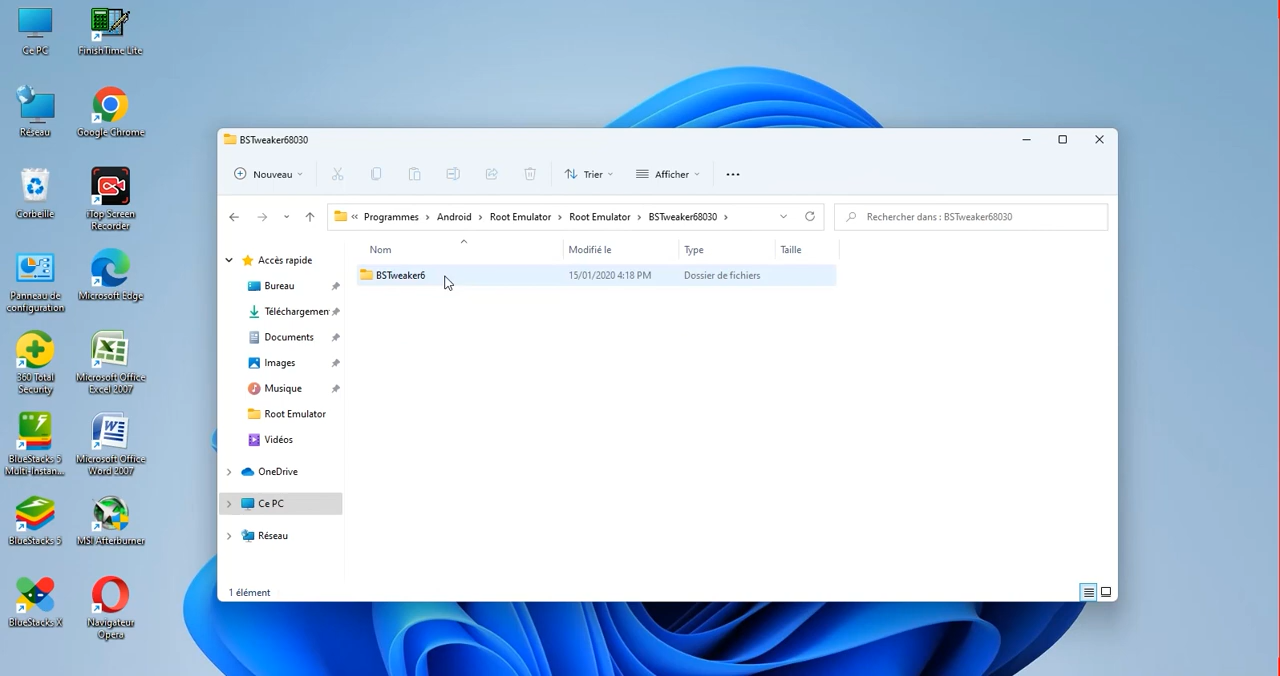 Ce PC
FinishTime Lite
Réseau
Google Chrome
Corbeille
iTop Screen
Recorder
Panneau de
configuration
Microsoft Edge
360 Total
Security
Microsoft Office
Excel 2007
BlueStacks 5
Multi-Instan...
Microsoft Office
Word 2007
BlueStacks 5
MSI Afterburner
BlueStacks X
Navigateur
Opera
BSTweaker68030
Nouveau
Trier
Afficher
Programmes > Android > Root Emulator > Root Emulator > BSTweaker68030 >
Rechercher dans : BSTweaker68030
Nom
Modifié le
Type
Taille
BSTweaker6
15/01/2020 4:18 PM
Dossier de fichiers
Accès rapide
Bureau
Téléchargemen
Documents
Images
Musique
Root Emulator
Vidéos
OneDrive
Ce PC
Réseau
1 élément